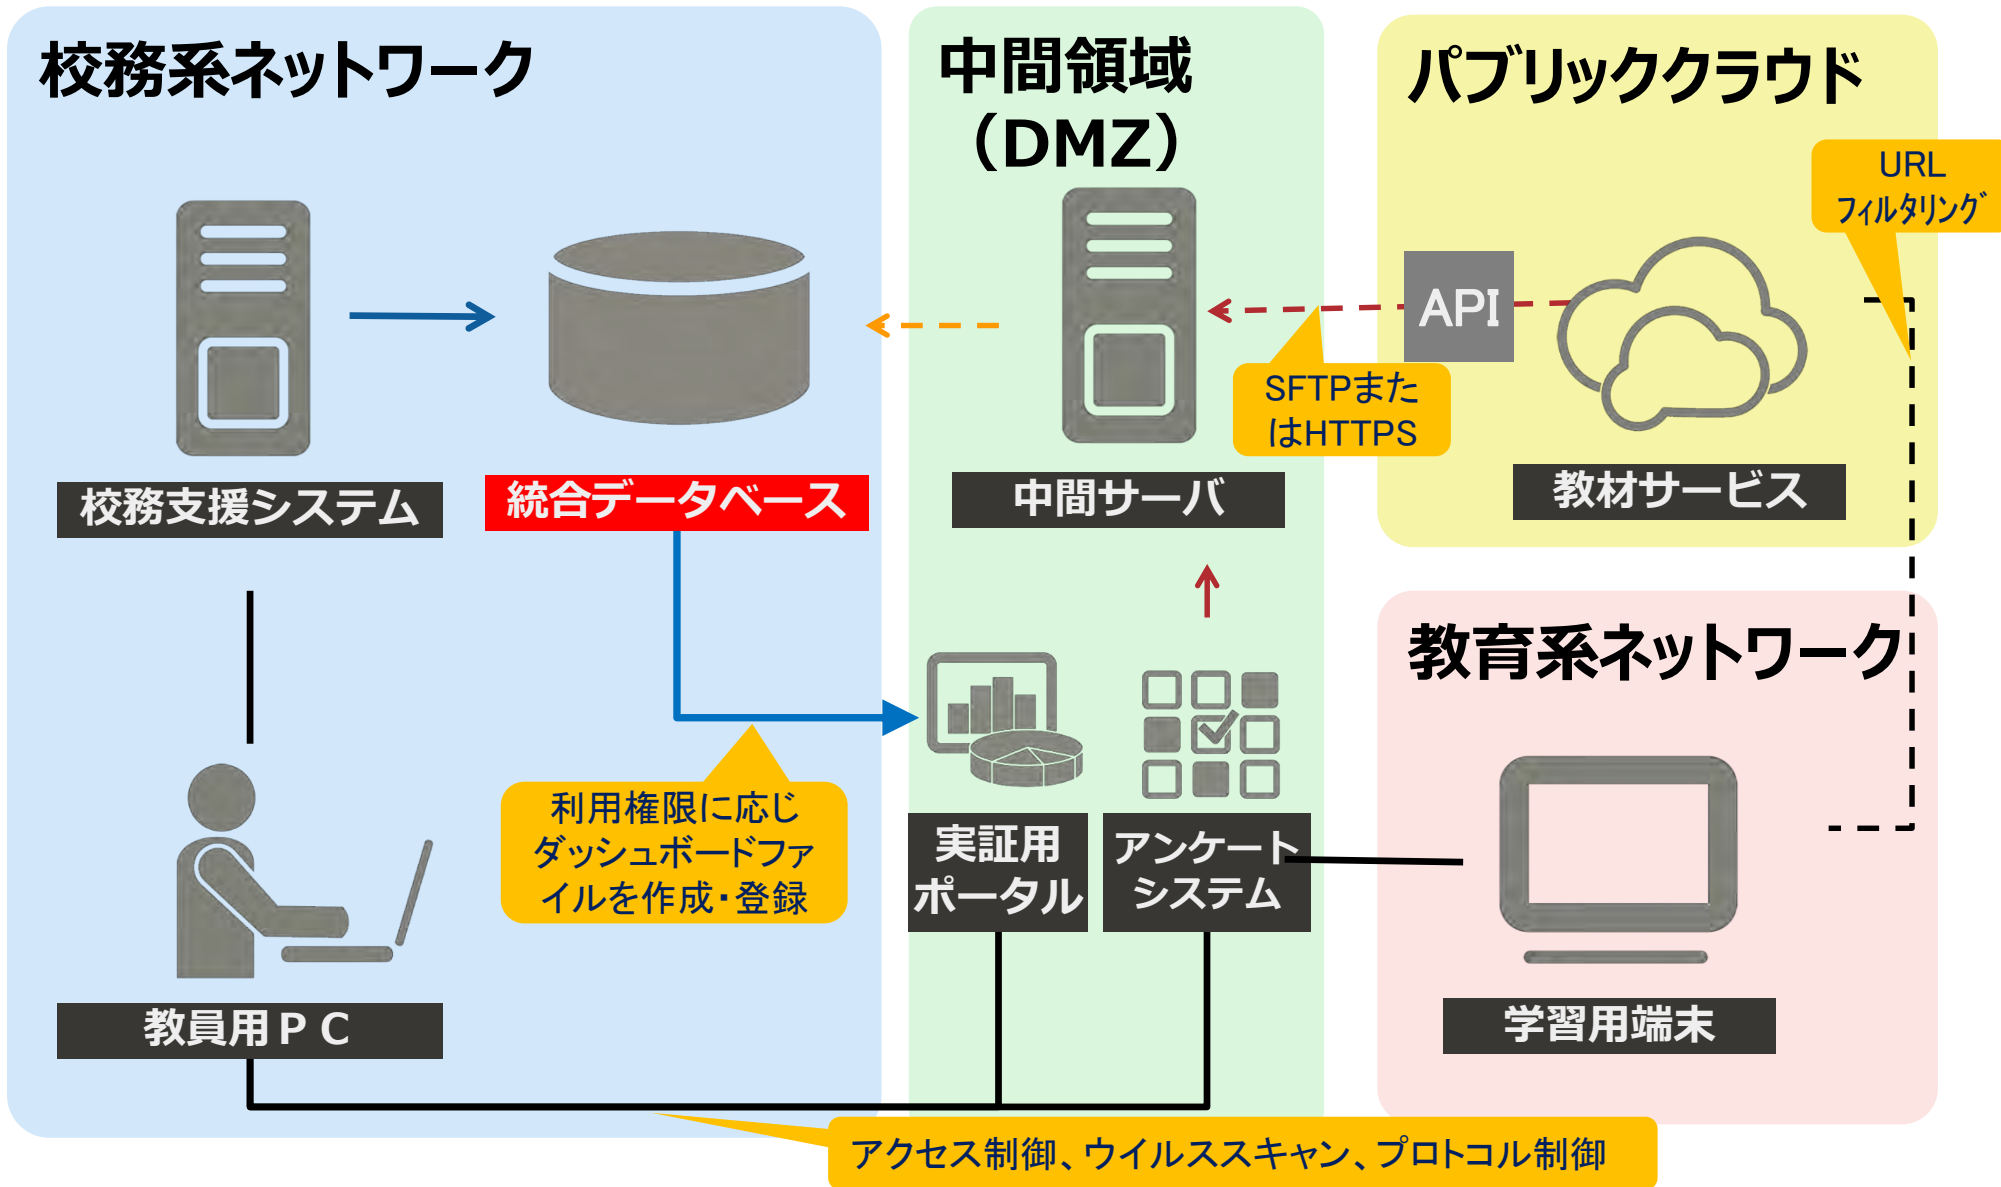 校務系ネットワーク
中間領域
（DMZ）
パブリッククラウド
URL
フィルタリング
API
SFTPまた
はHTTPS
校務支援システム
統合データベース
中間サーバ
教材サービス
教育系ネットワーク
利用権限に応じ
ダッシュボードファ
イルを作成・登録
実証用
ポータル
アンケート
システム
教員用ＰＣ
学習用端末
アクセス制御、ウイルススキャン、プロトコル制御